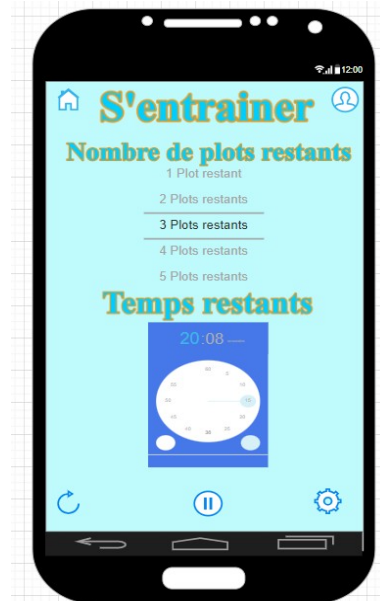 12:00
S'entrainer
Nombre de plots restants
1 Plot restant
2 Plots restants
3 Plots restants
4 Plots restants
5 Plots restants
Temps restants
20:08